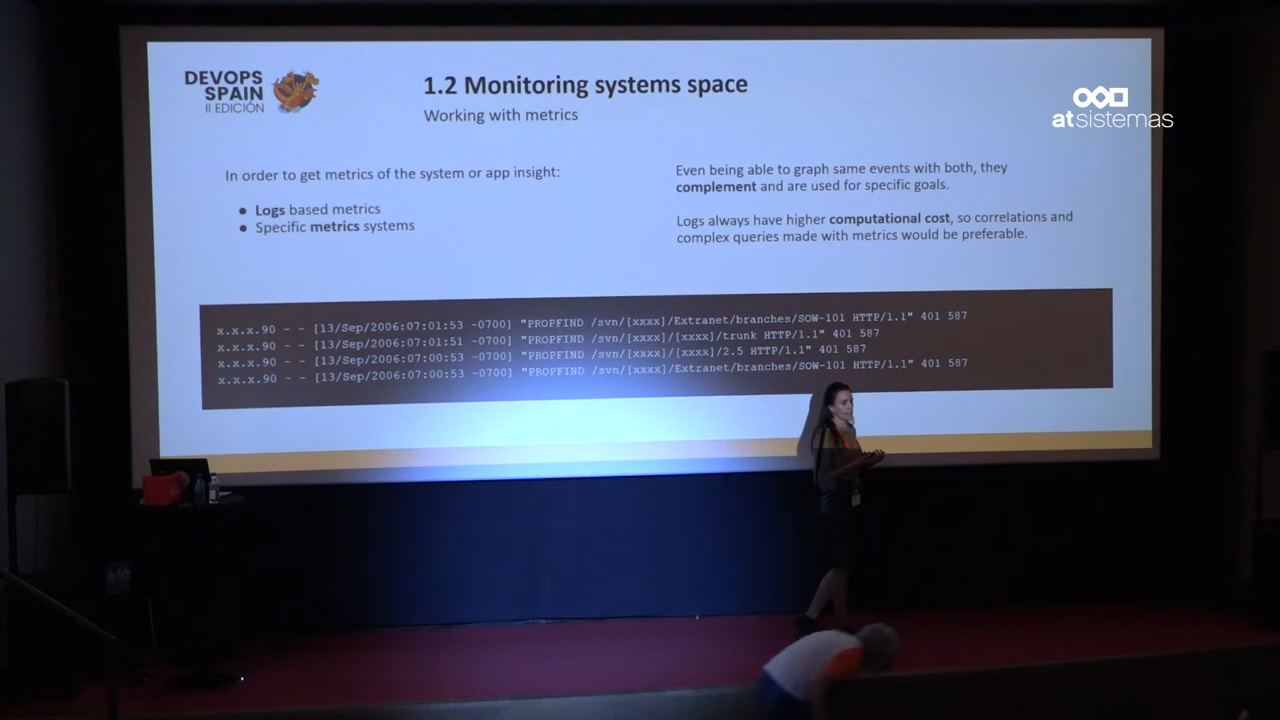 DEVOPS
SPAIN
II EDICIÓN
1.2 Monitoring systems space
Working with metrics
atsistemas
In order to get metrics of the system or app insight:
● Logs based metrics
● Specific metrics systems
Even being able to graph same events with both, they
complement and are used for specific goals.
Logs always have higher computational cost, so correlations and
complex queries made with metrics would be preferable.
x.x.x.90 - - [13/Sep/2006:07:01:53 -0700] "PROPFIND /svn/[xxxx]/Extranet/branches/SOW-101 HTTP/1.1" 401 587
x.x.x.90 - - [13/Sep/2006:07:01:51 -0700] "PROPFIND /svn/[xxxx]/[xxxx]/trunk HTTP/1.1" 401 587
x.x.x.90 - - [13/Sep/2006:07:00:53 -0700] "PROPFIND /svn/[xxxx]/[xxxx]/2.5 HTTP/1.1" 401 587
x.x.x.90 - - [13/Sep/2006:07:00:53 -0700] "PROPFIND /svn/[xxxx]/Extranet/branches/SOW-101 HTTP/1.1" 401 587